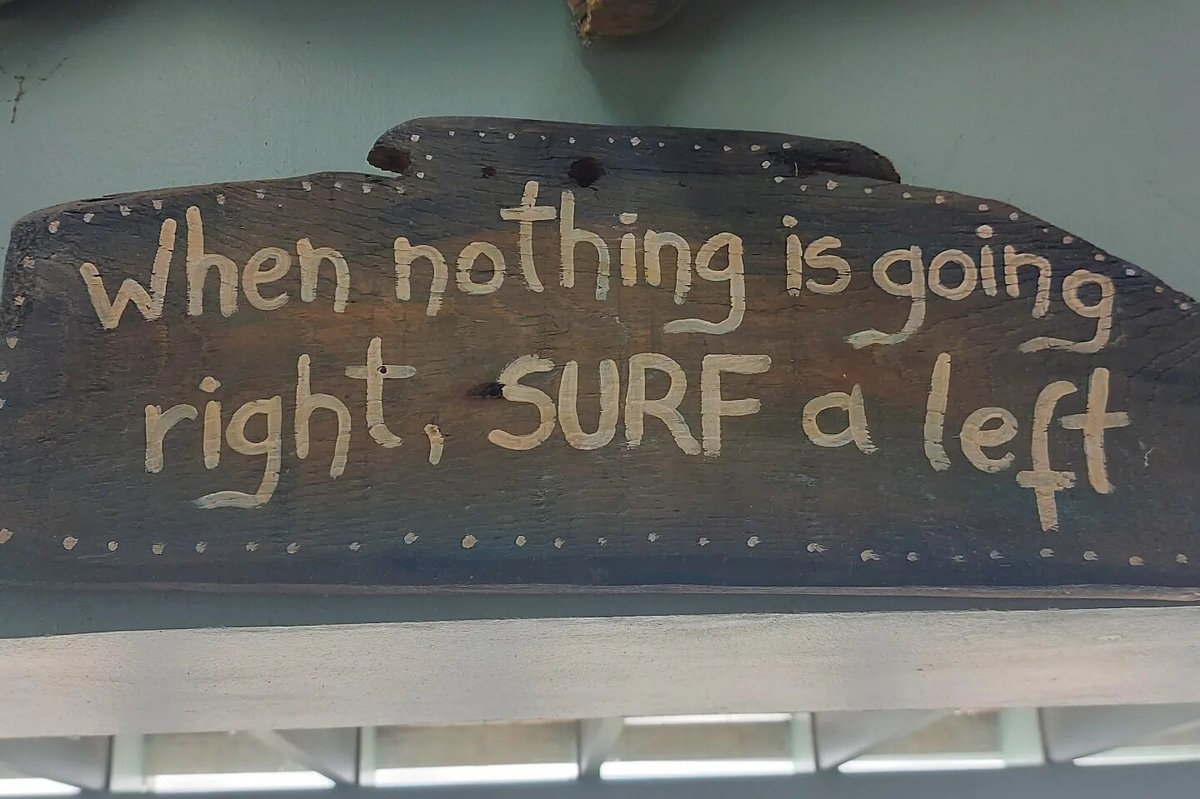 When nothing is going
right, SURF a left